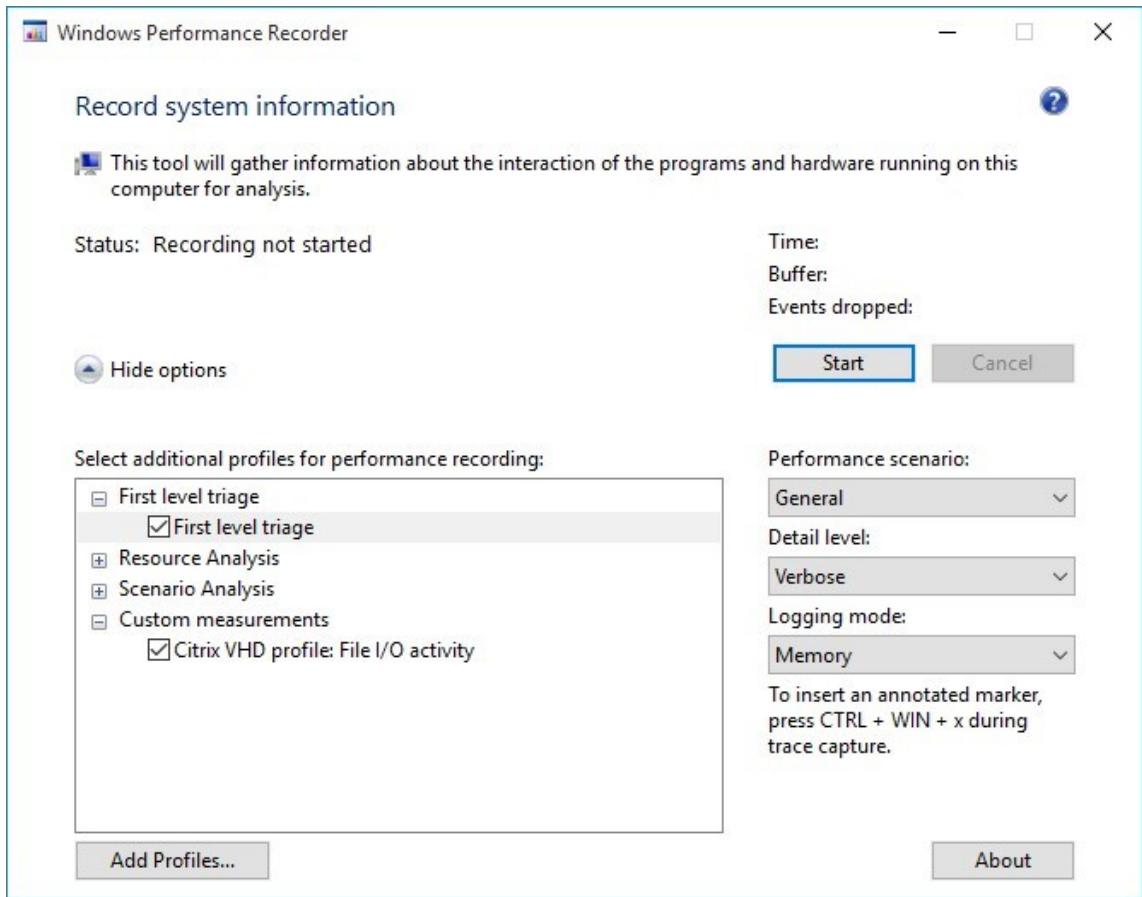 Windows Performance Recorder
Record system information
This tool will gather information about the interaction of the programs and hardware running on this
computer for analysis.
Status: Recording not started
Time:
Buffer:
Events dropped:
Hide options
Start
Cancel
Select additional profiles for performance recording:
First level triage
First level triage
Resource Analysis
Scenario Analysis
Custom measurements
Citrix VHD profile: File I/O activity
Performance scenario:
General
Detail level:
Verbose
Logging mode:
Memory
To insert an annotated marker,
press CTRL + WIN + x during
trace capture.
Add Profiles...
About